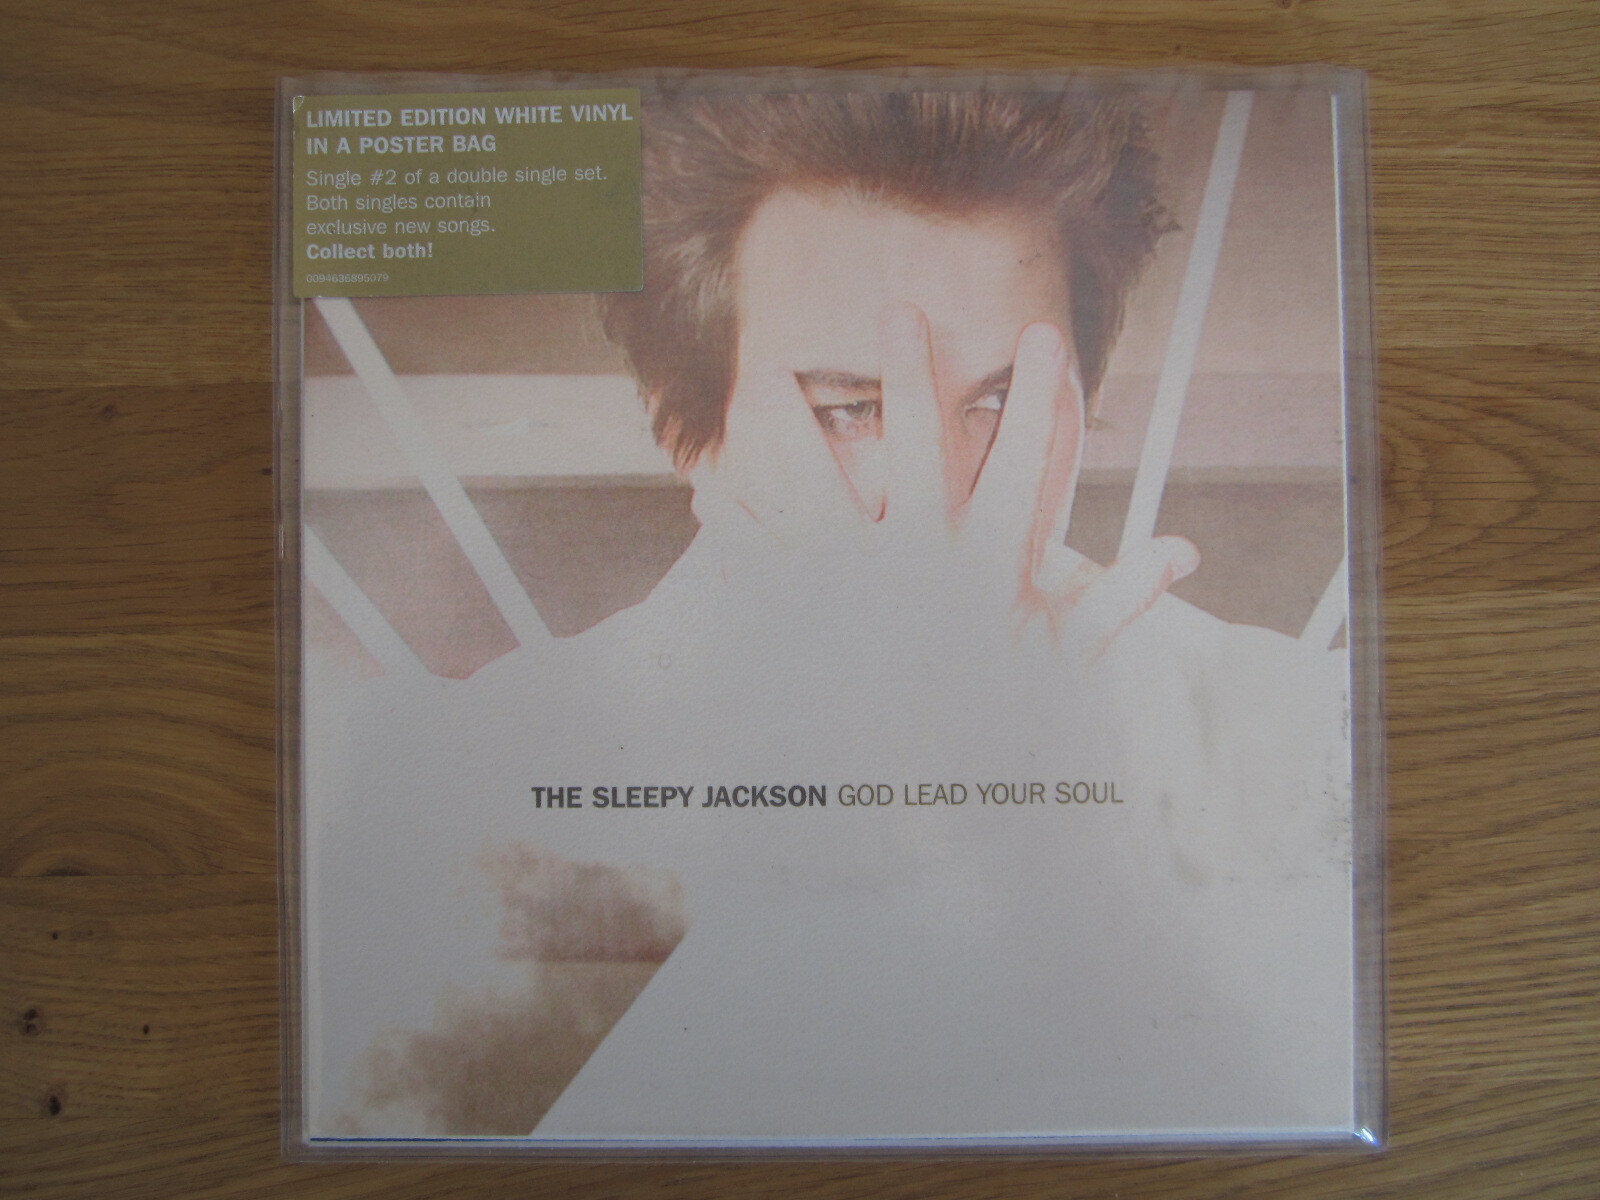 LIMITED EDITION WHITE VINYL
IN A POSTER BAG
Single #2 of a double single set.
Both singles contain
exclusive new songs.
Collect both!
0094636895079
THE SLEEPY JACKSON GOD LEAD YOUR SOUL